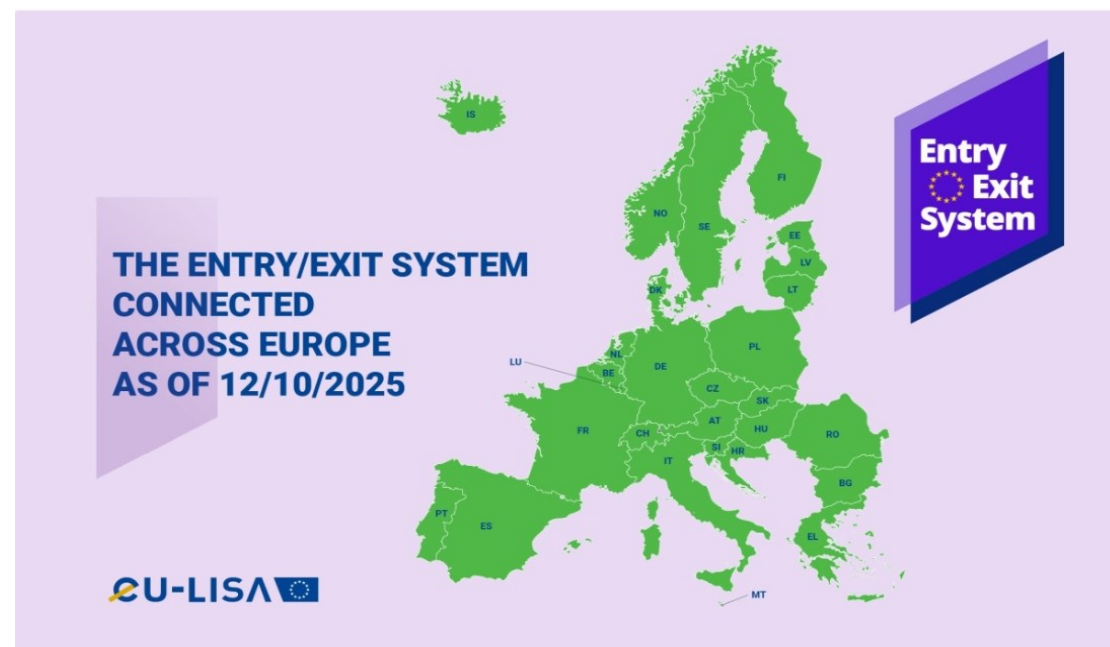 THE ENTRY/EXIT SYSTEM
CONNECTED
ACROSS EUROPE
AS OF 12/10/2025
Entry
Exit
System
IS
FI
NO
SE
EE
LV
LT
DK
NL
BE
LU
DE
PL
CZ
SK
AT
HU
RO
FR
CH
SI
HR
IT
BG
PT
ES
EL
MT
eU-LISA